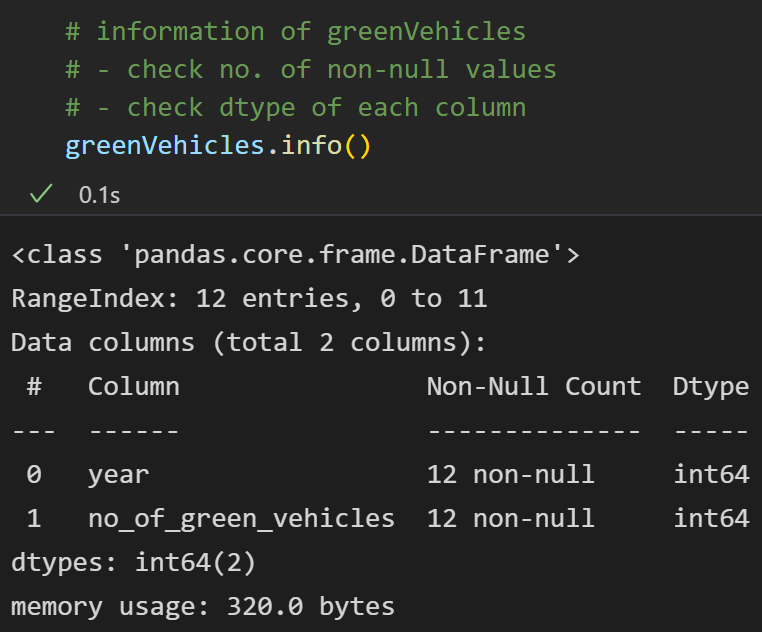 # information of greenVehicles
# - check no. of non-null values
# - check dtype of each column
greenVehicles.info()
0.1s
<class 'pandas.core.frame.DataFrame'>
RangeIndex: 12 entries, 0 to 11
Data columns (total 2 columns):
 #   Column                Non-Null Count  Dtype
---  ------                --------------  -----
 0   year                  12 non-null     int64
 1   no_of_green_vehicles  12 non-null     int64
dtypes: int64(2)
memory usage: 320.0 bytes